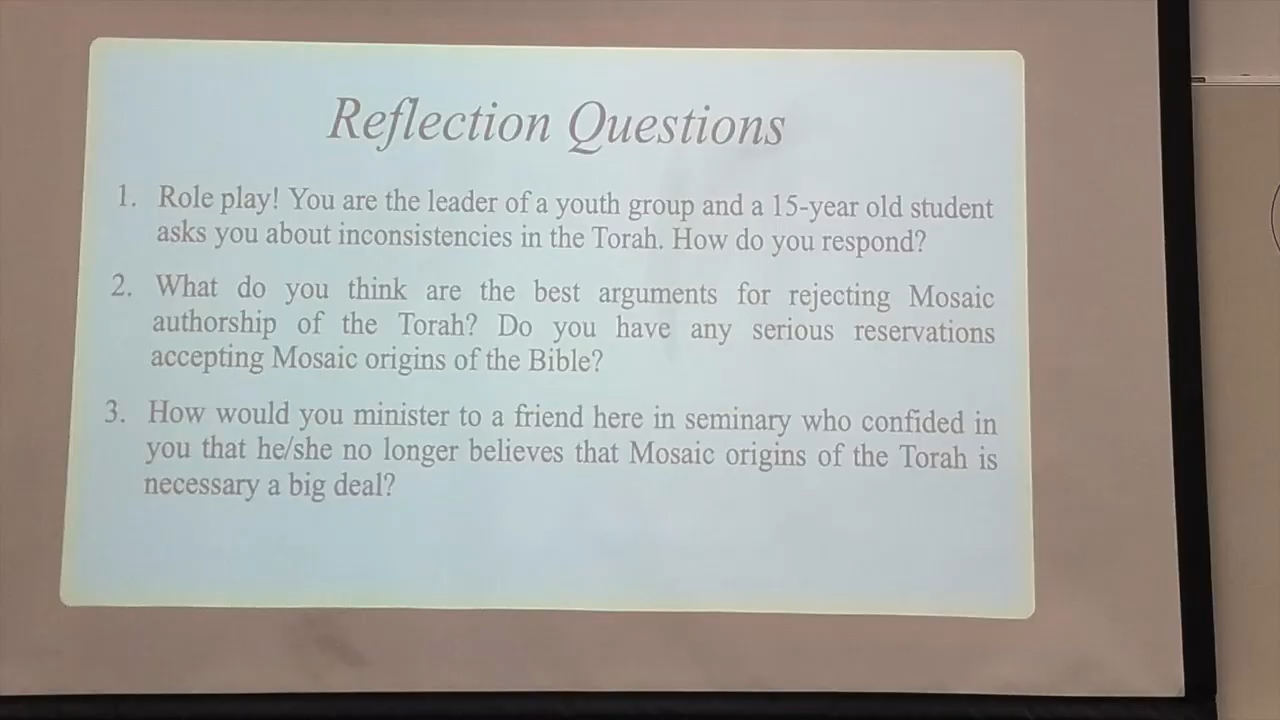 Reflection Questions
1. Role play! You are the leader of a youth group and a 15-year old student
asks you about inconsistencies in the Torah. How do you respond?
2. What do you think are the best arguments for rejecting Mosaic
authorship of the Torah? Do you have any serious reservations
accepting Mosaic origins of the Bible?
3. How would you minister to a friend here in seminary who confided in
you that he/she no longer believes that Mosaic origins of the Torah is
necessary a big deal?